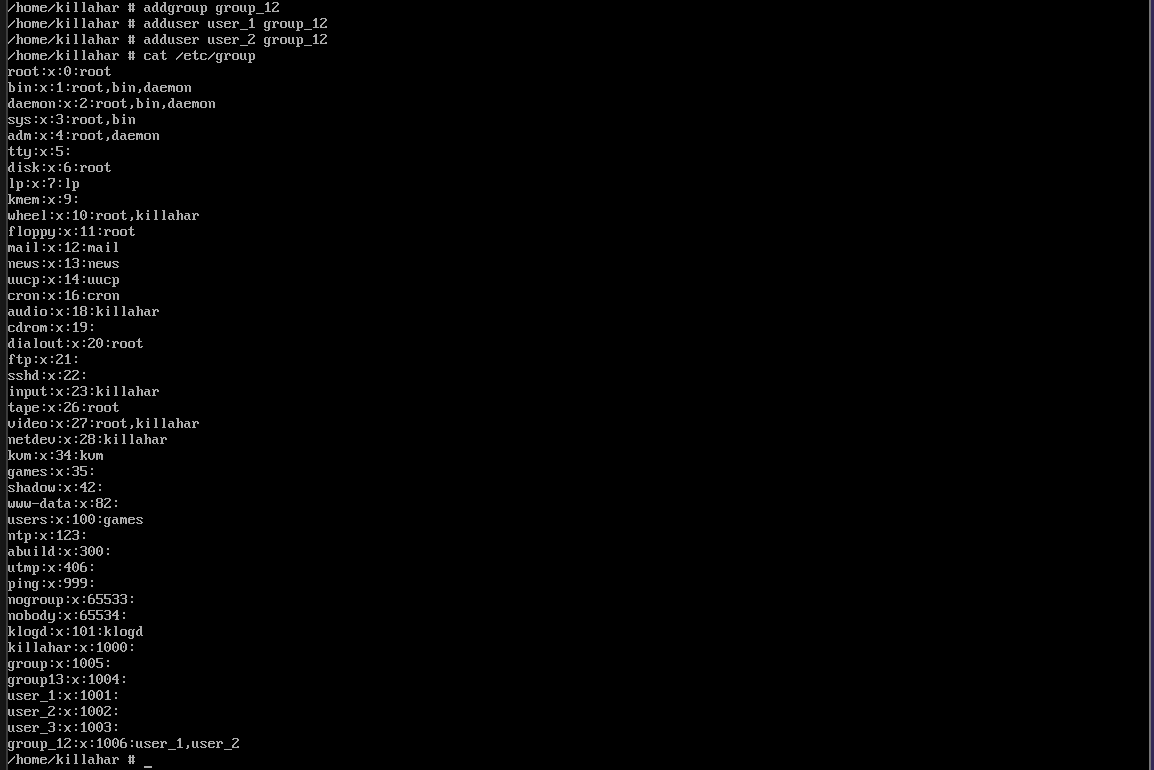 /home/killahar # addgroup group_12
/home/killahar # adduser user_1 group_12
/home/killahar # adduser user_2 group_12
/home/killahar # cat /etc/group
root:x:0:root
bin:x:1:root,bin,daemon
daemon:x:2:root,bin,daemon
sys:x:3:root,bin
adm:x:4:root,daemon
tty:x:5:
disk:x:6:root
lp:x:7:lp
kmem:x:9:
wheel:x:10:root,killahar
floppy:x:11:root
mail:x:12:mail
news:x:13:news
uucp:x:14:uucp
cron:x:16:cron
audio:x:18:killahar
cdrom:x:19:
dialout:x:20:root
ftp:x:21:
sshd:x:22:
input:x:23:killahar
tape:x:26:root
video:x:27:root,killahar
netdev:x:28:killahar
kvm:x:34:kvm
games:x:35:
shadow:x:42:
www-data:x:82:
users:x:100:games
ntp:x:123:
abuild:x:300:
utmp:x:406:
ping:x:999:
nogroup:x:65533:
nobody:x:65534:
klogd:x:101:klogd
killahar:x:1000:
group:x:1005:
group13:x:1004:
user_1:x:1001:
user_2:x:1002:
user_3:x:1003:
group_12:x:1006:user_1,user_2
/home/killahar # _